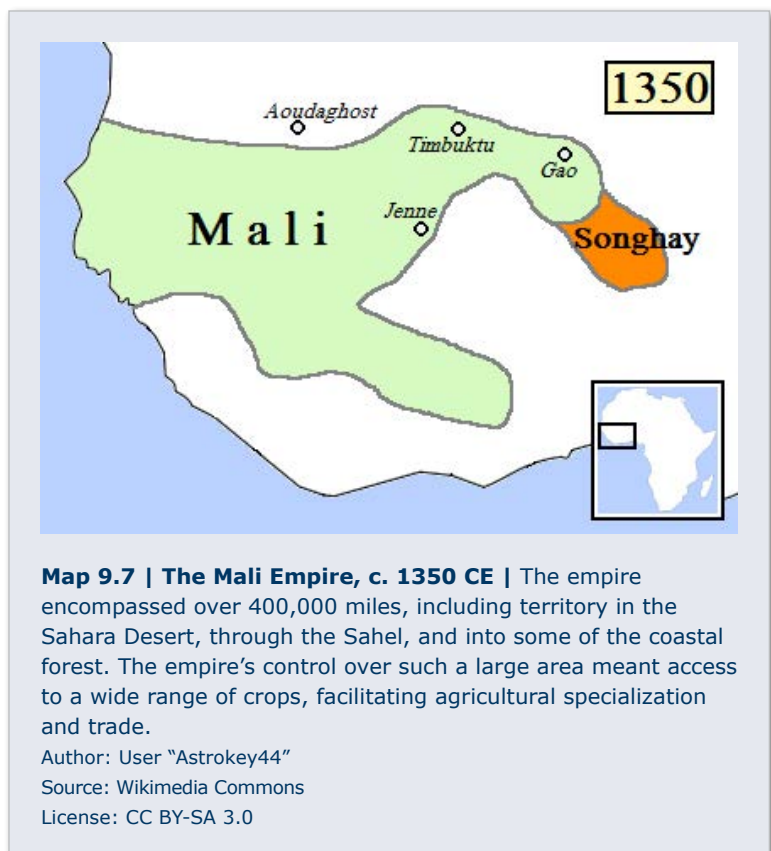 1350
Aoudaghost
Timbuktu
Gao
Jenne
Mali
Songhay
Map 9.7 | The Mali Empire, c. 1350 CE | The empire
encompassed over 400,000 miles, including territory in the
Sahara Desert, through the Sahel, and into some of the coastal
forest. The empire’s control over such a large area meant access
to a wide range of crops, facilitating agricultural specialization
and trade.
Author: User “Astrokey44”
Source: Wikimedia Commons
License: CC BY-SA 3.0